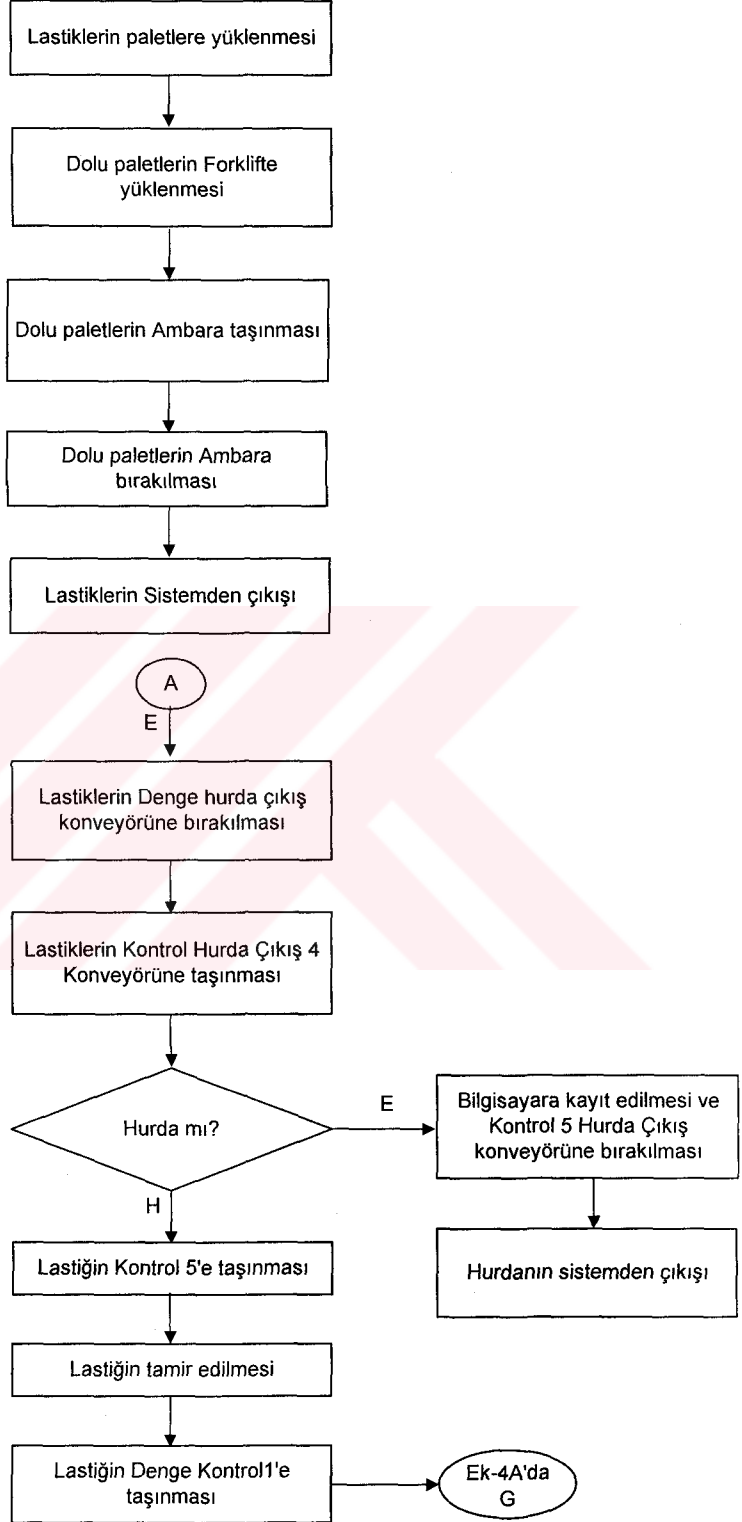 Lastiklerin paletlere yüklenmesi
Dolu paletlerin Forklifte
yüklenmesi
Dolu paletlerin Ambara taşınması
Dolu paletlerin Ambara
bırakılması
Lastiklerin Sistemden çıkışı
A
E
Lastiklerin Denge hurda çıkış
konveyörüne bırakılması
Lastiklerin Kontrol Hurda Çıkış 4
Konveyörüne taşınması
Hurda mı?
E
Bilgisayara kayıt edilmesi ve
Kontrol 5 Hurda Çıkış
konveyörüne bırakılması
Hurdanın sistemden çıkışı
H
Lastiğin Kontrol 5'e taşınması
Lastiğin tamir edilmesi
Lastiğin Denge Kontrol1'e
taşınması
Ek-4A'da
G